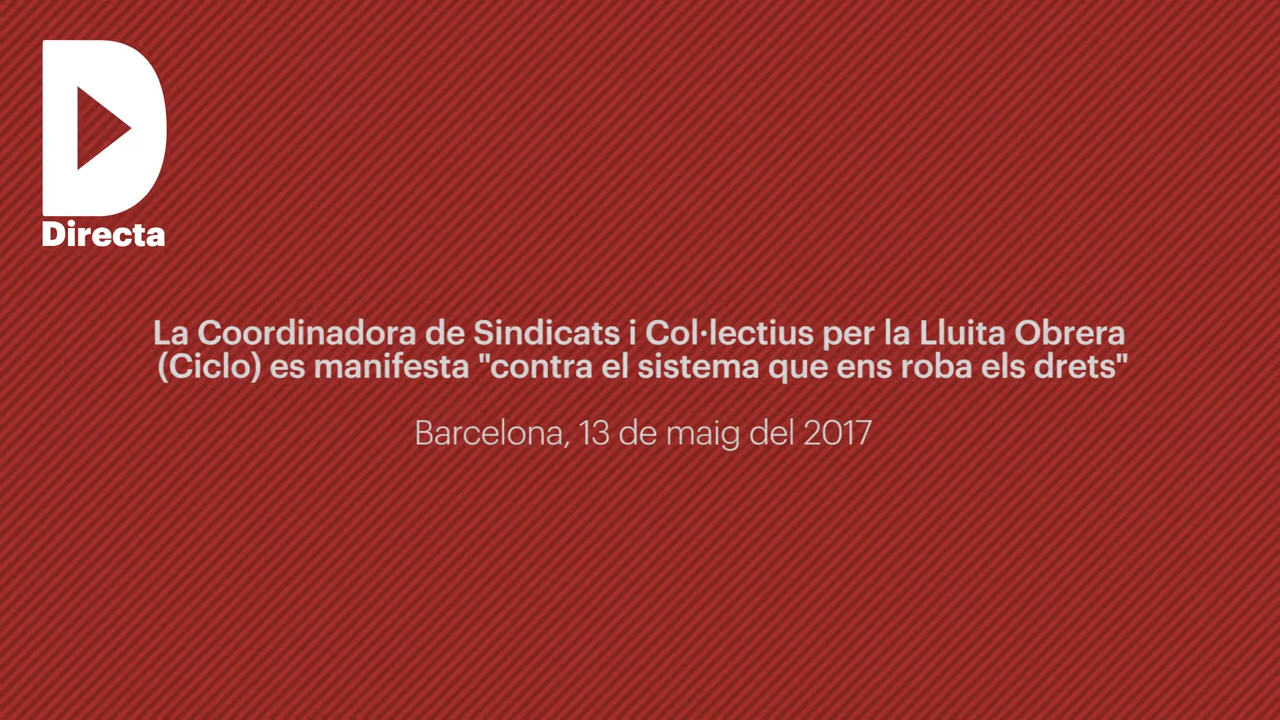 Directa
La Coordinadora de Sindicats i Col·lectius per la Lluita Obrera
(Ciclo) es manifesta "contra el sistema que ens roba els drets"
Barcelona, 13 de maig del 2017